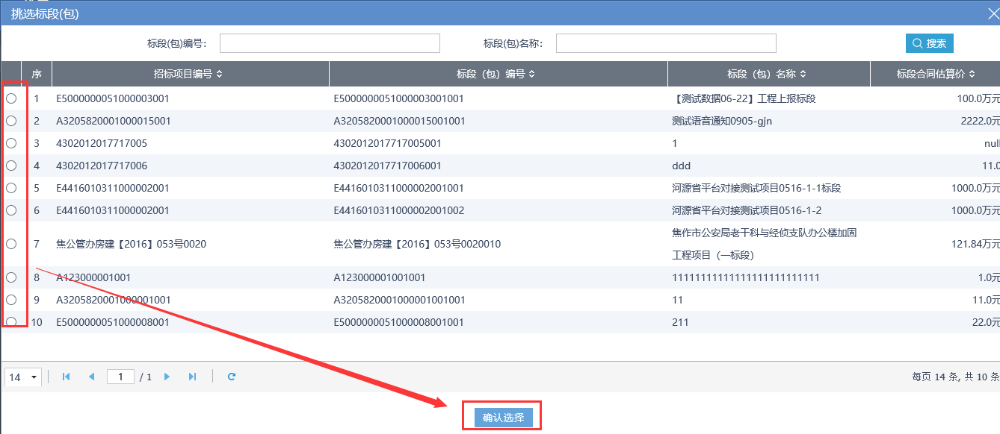 挑选标段(包)
标段(包)编号: 标段(包)名称: 搜索
序 招标项目编号 标段（包）编号 标段（包）名称 标段合同估算价
1 E5000000051000003001 E5000000051000003001001 【测试数据06-22】工程上报标段 100.0万元
2 A3205820001000015001 A3205820001000015001001 测试语音通知0905-gjn 2222.0元
3 4302012017717005 4302012017717005001 1 null
4 4302012017717006 4302012017717006001 ddd 11.0
5 E4416010311000002001 E4416010311000002001001 河源省平台对接测试项目0516-1-1标段 1000.0万元
6 E4416010311000002001 E4416010311000002001002 河源省平台对接测试项目0516-1-2 1000.0万元
7 焦公管办房建【2016】053号0020 焦公管办房建【2016】053号0020010 焦作市公安局老干科与经侦支队办公楼加固 121.84万元
工程项目（一标段）
8 A123000001001 A123000001001001 1111111111111111111111111111 1.0元
9 A3205820001000001001 A3205820001000001001001 11 11.0元
10 E5000000051000008001 E5000000051000008001001 211 22.0元
14 1 / 1 每页 14 条, 共 10 条
确认选择